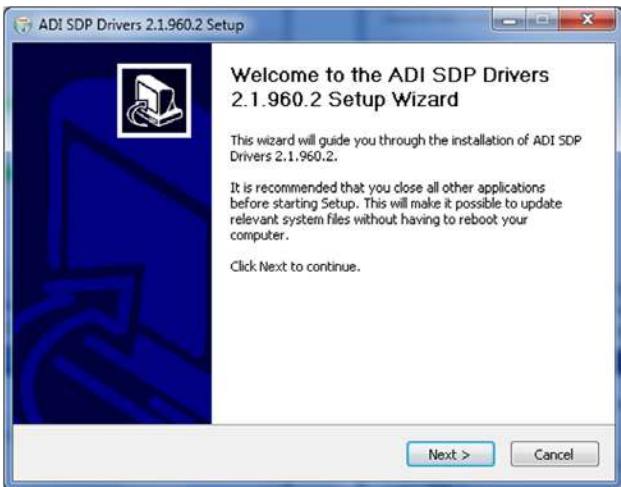 ADI SDP Drivers 2.1.960.2 Setup
Welcome to the ADI SDP Drivers
2.1.960.2 Setup Wizard
This wizard will guide you through the installation of ADI SDP
Drivers 2.1.960.2.
It is recommended that you close all other applications
before starting Setup. This will make it possible to update
relevant system files without having to reboot your
computer.
Click Next to continue.
Next >
Cancel